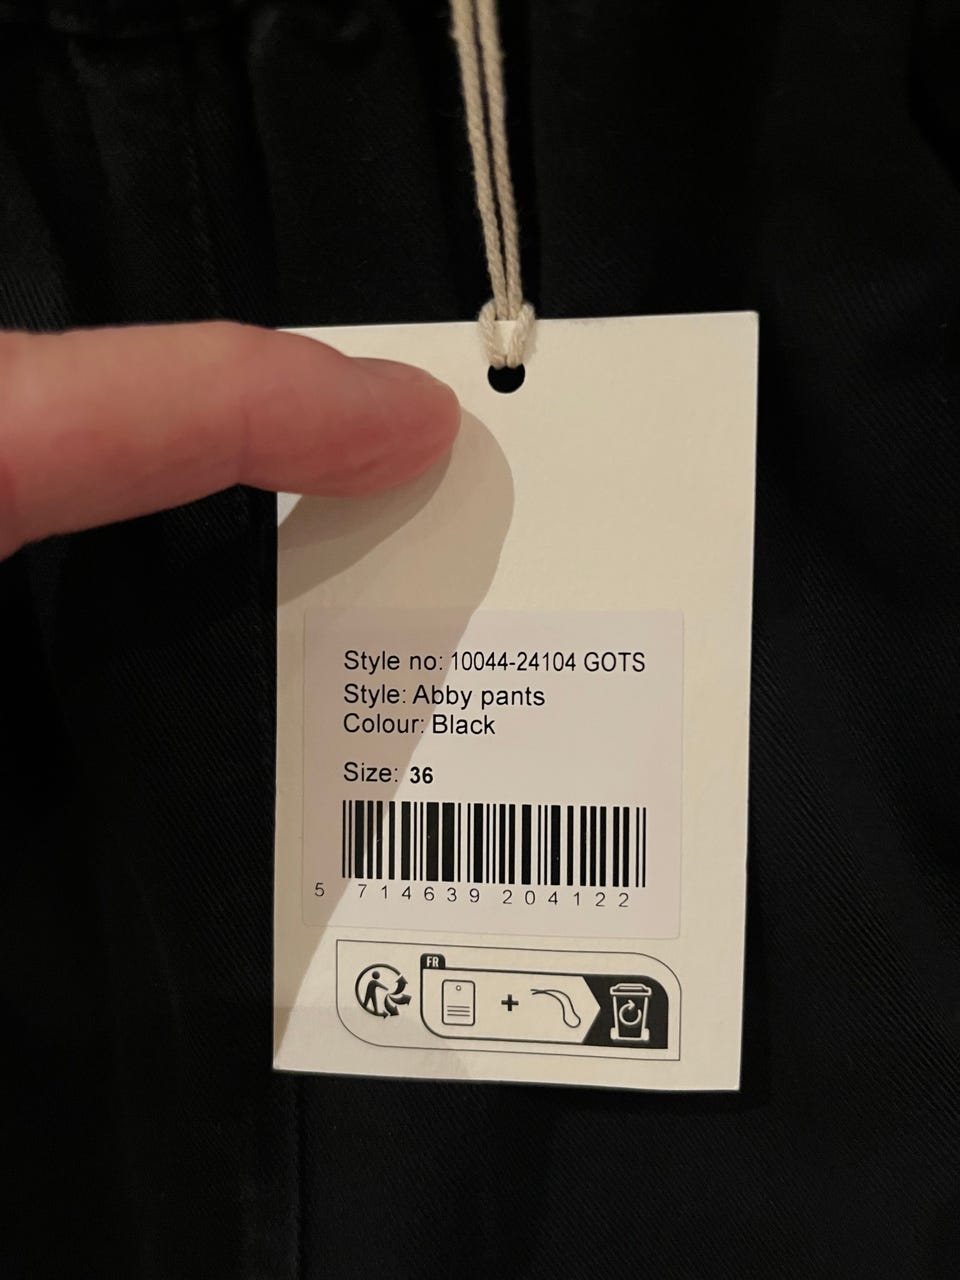 Style no: 10044-24104 GOTS
Style: Abby pants
Colour: Black
Size: 36
5 714639 204122
FR
+